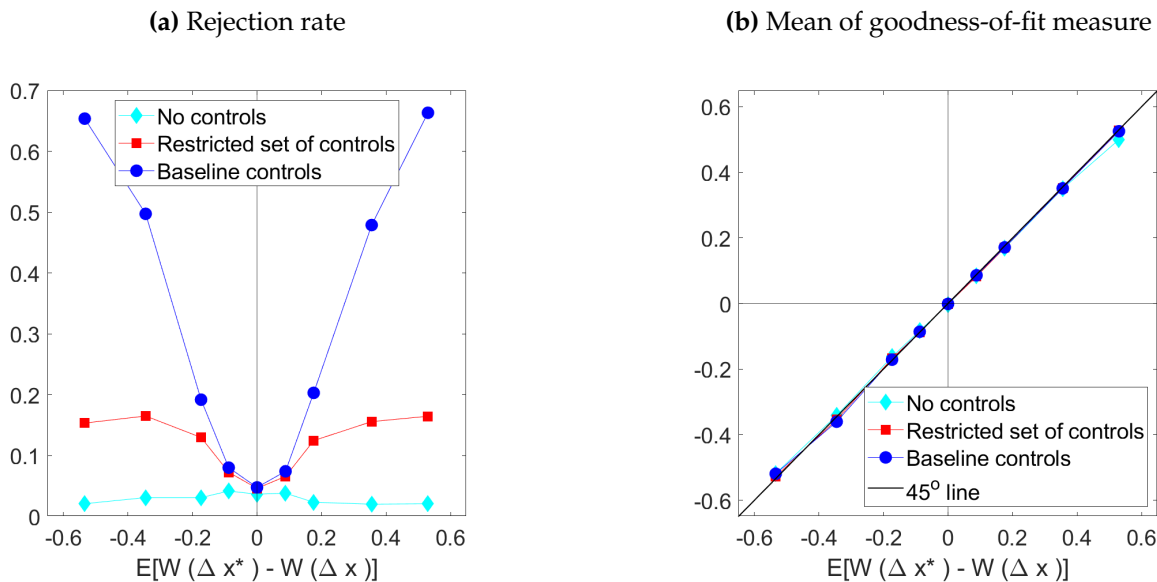 (a) Rejection rate
0.7
0.6
0.5
0.4
0.3
0.2
0.1
0
No controls
Restricted set of controls
Baseline controls
-0.6 -0.4 -0.2 0 0.2 0.4 0.6
E[W (Δ x* ) - W (Δ x )]
(b) Mean of goodness-of-fit measure
0.6
0.4
0.2
0
-0.2
-0.4
-0.6
No controls
Restricted set of controls
Baseline controls
45° line
-0.6 -0.4 -0.2 0 0.2 0.4 0.6
E[W (Δ x* ) - W (Δ x )]